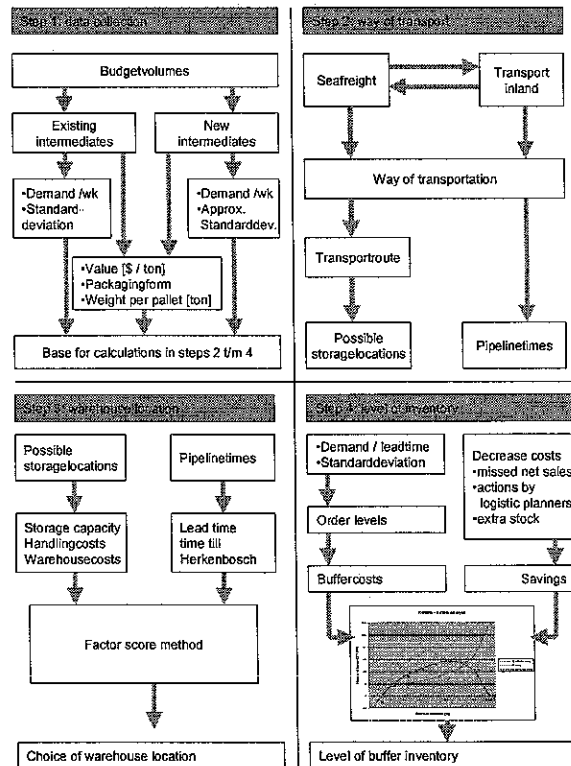 Step 1: data collection
Budgetvolumes
Existing
intermediates
New
intermediates
•Demand /wk
•Standard-
deviation
•Demand /wk
•Approx.
Standarddev.
•Value [$ / ton]
•Packagingform
•Weight per pallet [ton]
Base for calculations in steps 2 t/m 4
Step 2: way of transport
Seafreight
Transport
inland
Way of transportation
Transportroute
Possible
storagelocations
Pipelinetimes
Step 3: warehouse location
Possible
storagelocations
Pipelinetimes
Storage capacity
Handlingcosts
Warehousecosts
Lead time
time till
Herkenbosch
Factor score method
Choice of warehouse location
Step 4: level of inventory
•Demand / leadtime
•Standarddeviation
Decrease costs
•missed net sales
•actions by
logistic planners
•extra stock
Order levels
Buffercosts
Savings
Level of buffer inventory